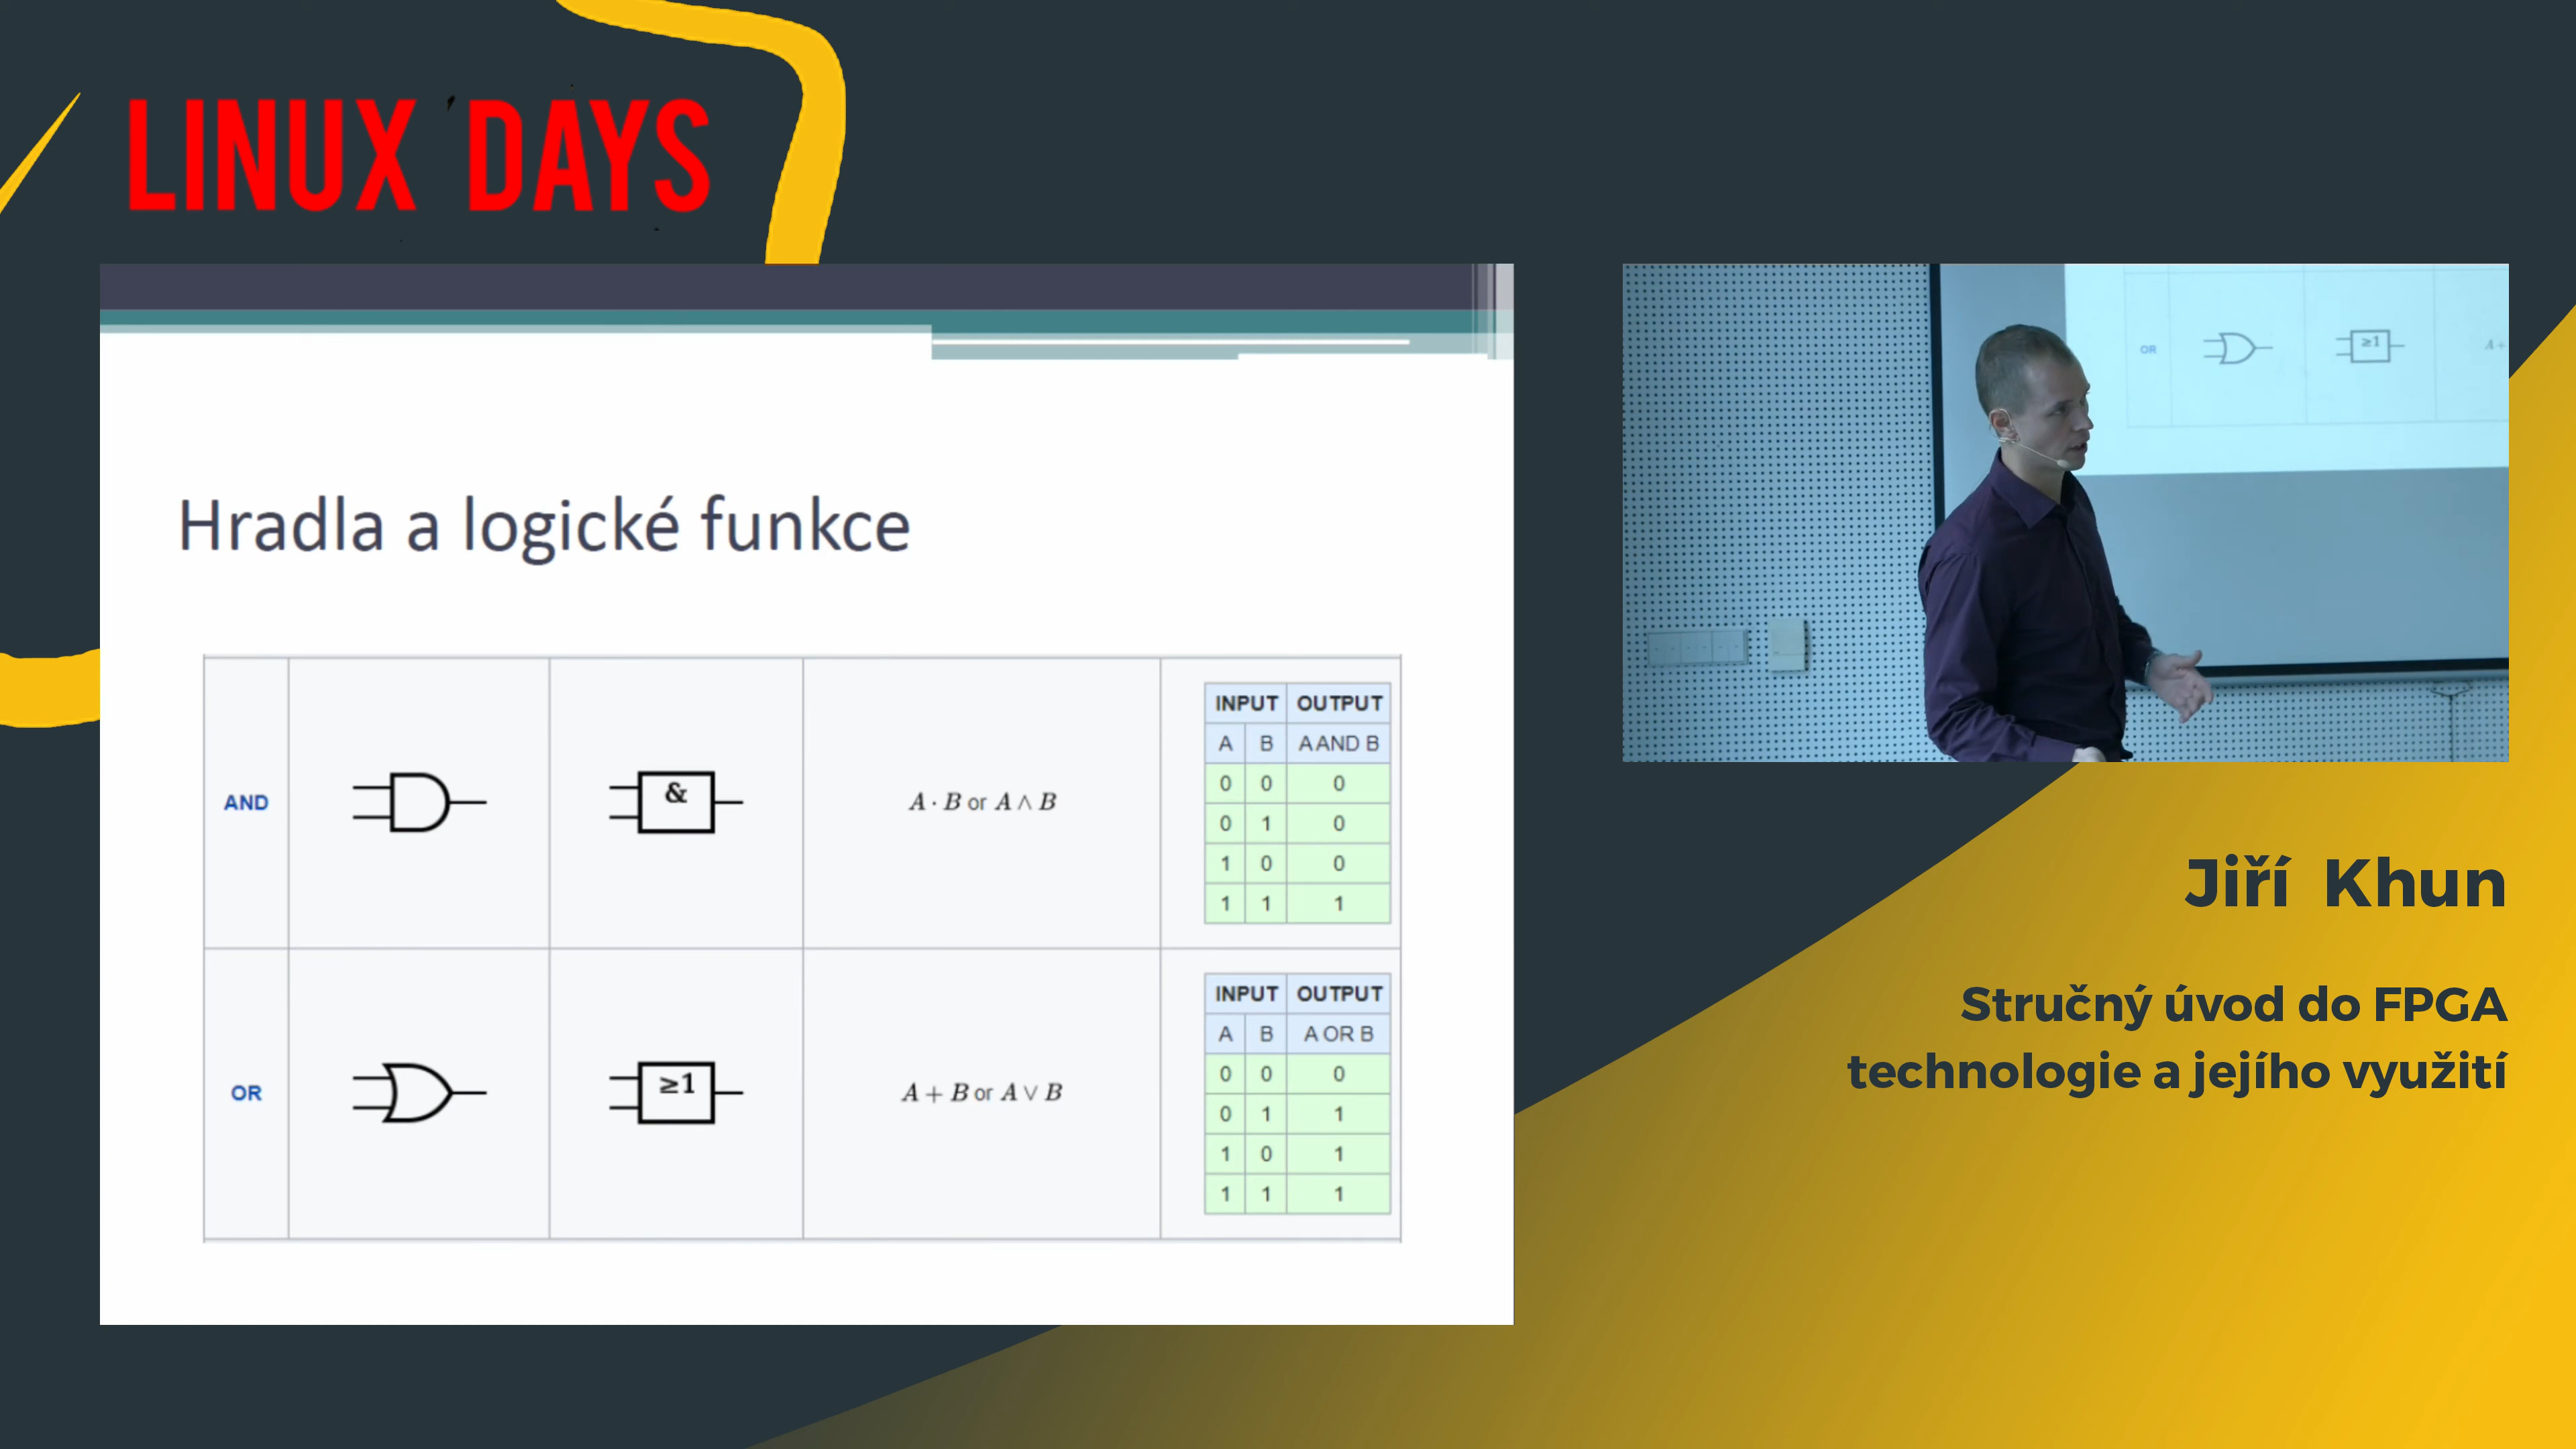 LINUX DAYS
Hradla a logické funkce
AND
&
A · B or A ∧ B
INPUT OUTPUT
A B A AND B
0 0 0
0 1 0
1 0 0
1 1 1
OR
≥1
A + B or A ∨ B
INPUT OUTPUT
A B A OR B
0 0 0
0 1 1
1 0 1
1 1 1
OR
≥1
A +
Jiří Khun
Stručný úvod do FPGA
technologie a jejího využití